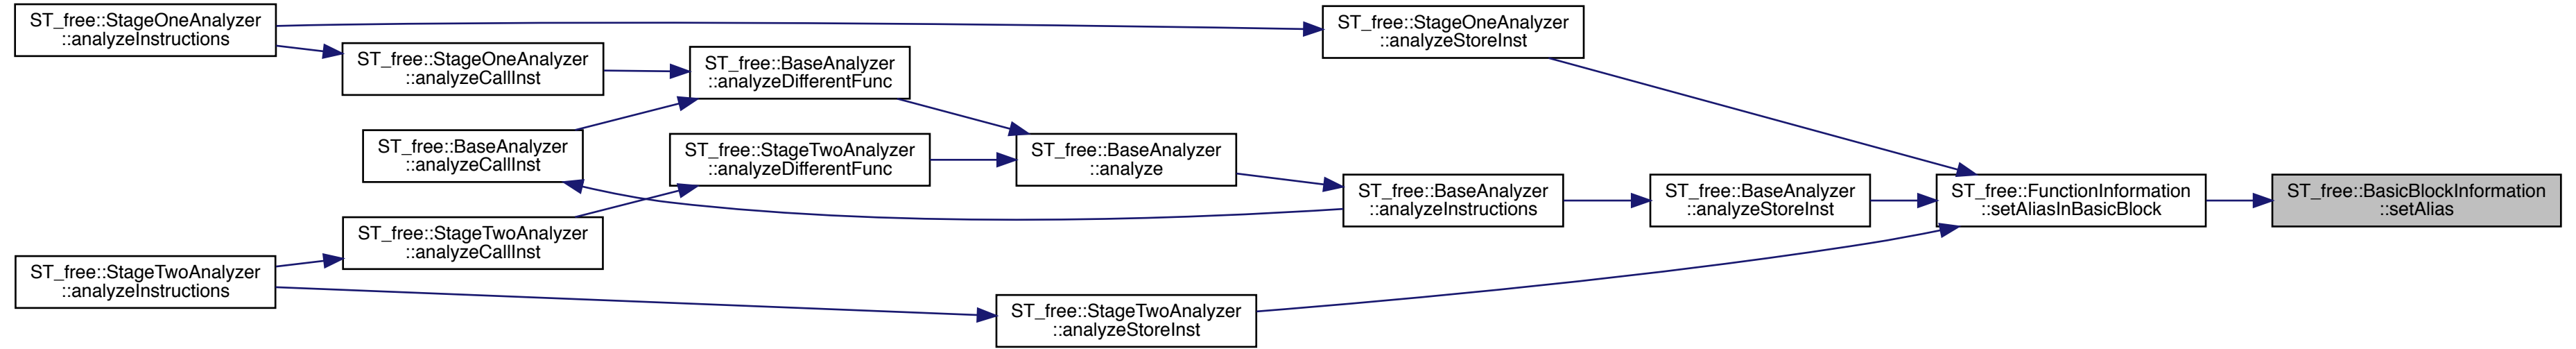 ST_free::StageOneAnalyzer
::analyzeInstructions
ST_free::StageOneAnalyzer
::analyzeCallInst
ST_free::BaseAnalyzer
::analyzeDifferentFunc
ST_free::StageOneAnalyzer
::analyzeStoreInst
ST_free::BaseAnalyzer
::analyzeCallInst
ST_free::StageTwoAnalyzer
::analyzeDifferentFunc
ST_free::BaseAnalyzer
::analyze
ST_free::BaseAnalyzer
::analyzeInstructions
ST_free::BaseAnalyzer
::analyzeStoreInst
ST_free::FunctionInformation
::setAliasInBasicBlock
ST_free::BasicBlockInformation
::setAlias
ST_free::StageTwoAnalyzer
::analyzeCallInst
ST_free::StageTwoAnalyzer
::analyzeInstructions
ST_free::StageTwoAnalyzer
::analyzeStoreInst